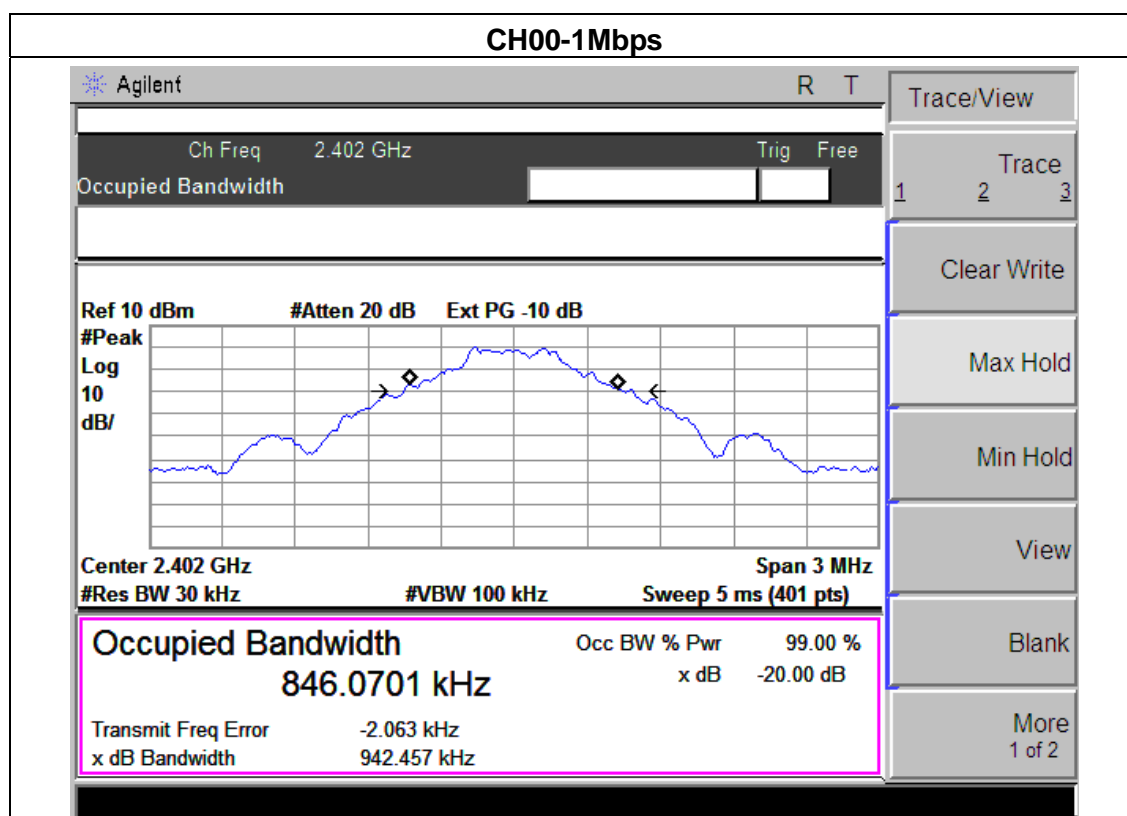 CH00-1Mbps
Agilent R T
Ch Freq 2.402 GHz Trig Free
Occupied Bandwidth
Ref 10 dBm #Atten 20 dB Ext PG -10 dB
#Peak
Log
10
dB/
Center 2.402 GHz Span 3 MHz
#Res BW 30 kHz #VBW 100 kHz Sweep 5 ms (401 pts)
Occupied Bandwidth
846.0701 kHz
Occ BW % Pwr 99.00 %
x dB -20.00 dB
Transmit Freq Error -2.063 kHz
x dB Bandwidth 942.457 kHz
Trace/View
Trace
1 2 3
Clear Write
Max Hold
Min Hold
View
Blank
More
1 of 2